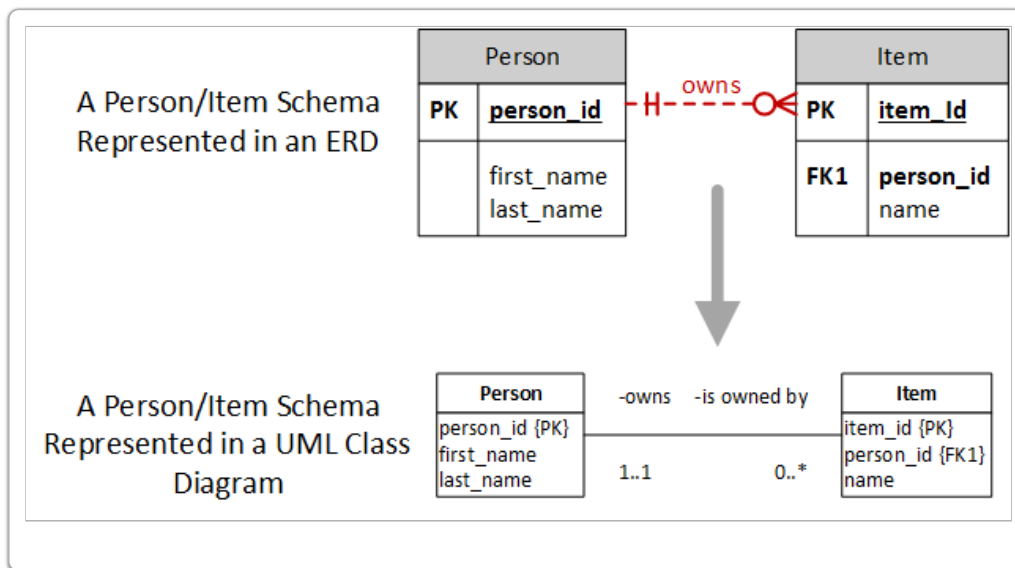 A Person/Item Schema
Represented in an ERD
Person
PK person_id
first_name
last_name
owns
Item
PK item_Id
FK1 person_id
name
A Person/Item Schema
Represented in a UML Class
Diagram
Person
person_id {PK}
first_name
last_name
-owns -is owned by
1..1 0..*
Item
item_id {PK}
person_id {FK1}
name